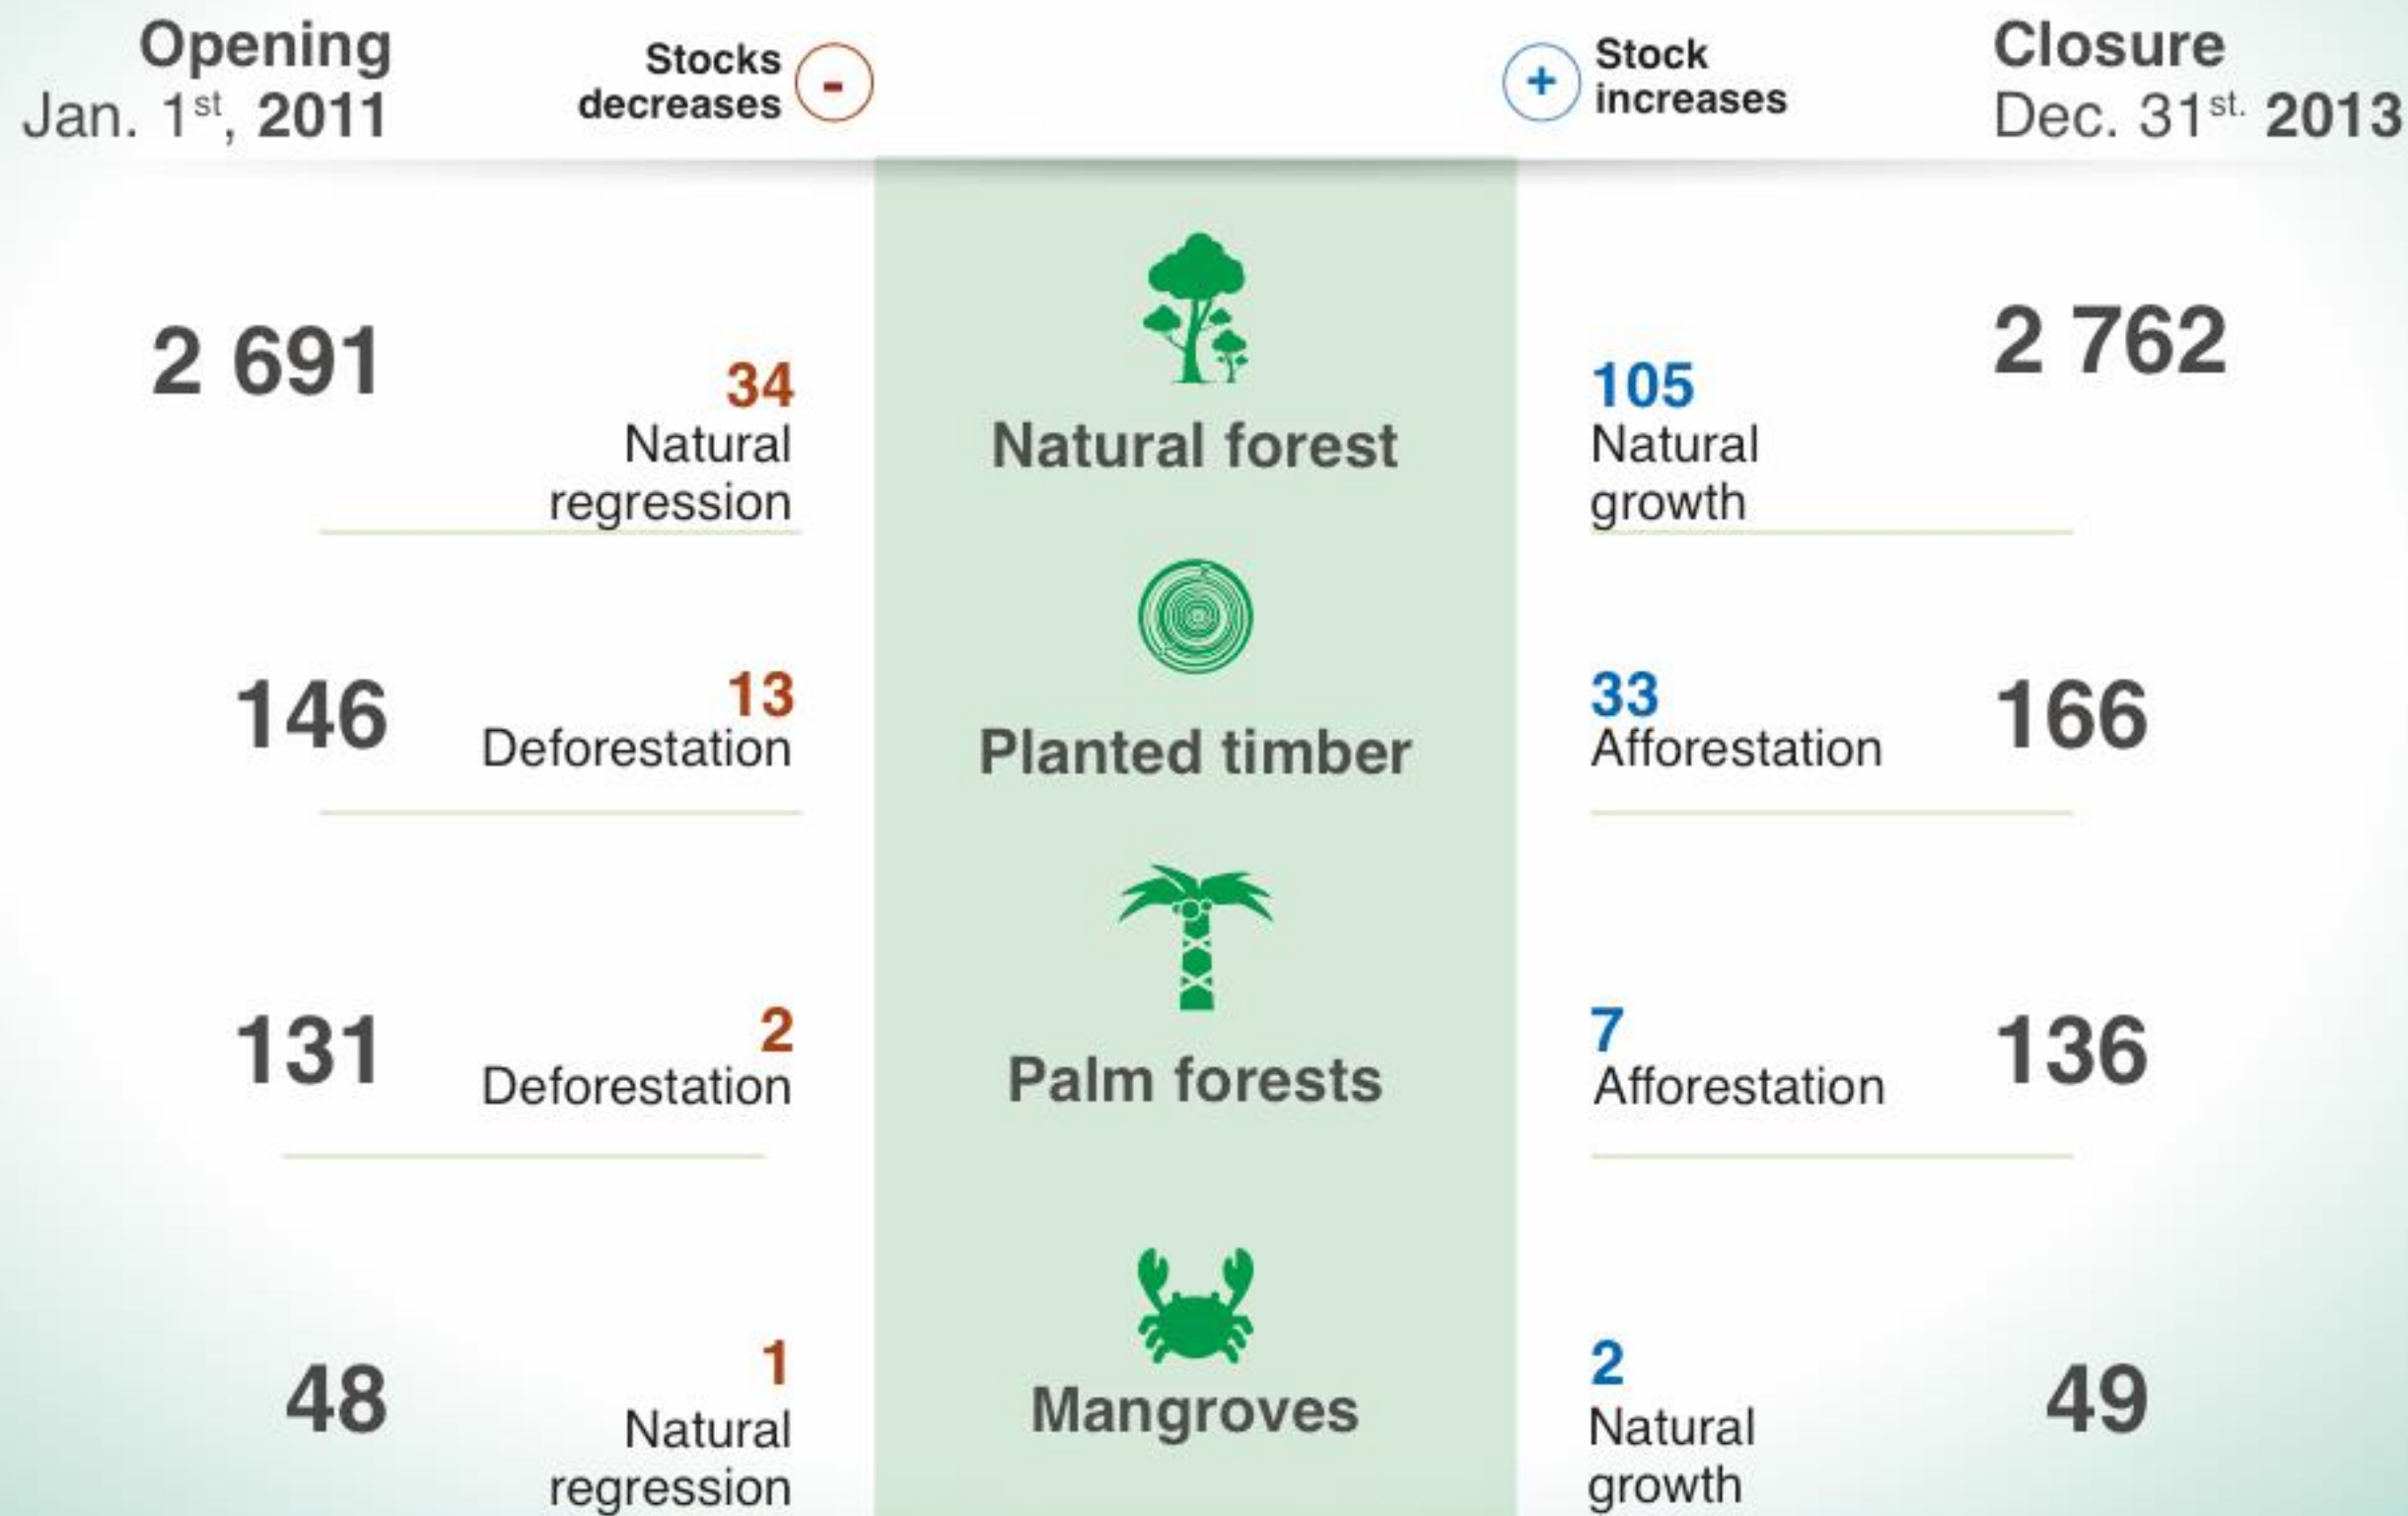 Opening
Jan. 1st, 2011
Stocks
decreases
-
+
Stock
increases
Closure
Dec. 31st. 2013
2 691
34
Natural
regression
Natural forest
105
Natural
growth
2 762
146
13
Deforestation
Planted timber
33
Afforestation
166
131
2
Deforestation
Palm forests
7
Afforestation
136
48
1
Natural
regression
Mangroves
2
Natural
growth
49